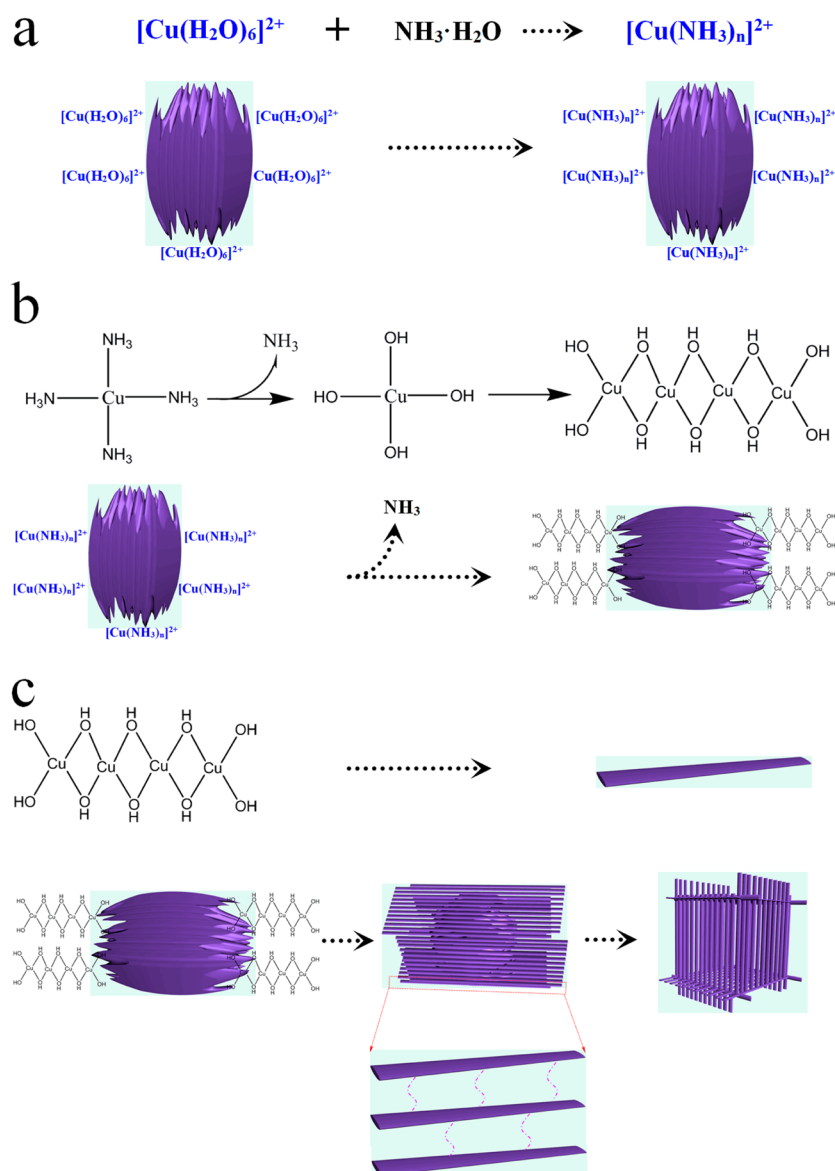 a
[Cu(H₂O)₆]²⁺ + NH₃·H₂O [Cu(NH₃)n]²⁺
[Cu(H₂O)₆]²⁺ [Cu(H₂O)₆]²⁺ [Cu(NH₃)n]²⁺ [Cu(NH₃)n]²⁺
[Cu(H₂O)₆]²⁺ Cu(H₂O)₆]²⁺ [Cu(NH₃)n]²⁺ [Cu(NH₃)n]²⁺
[Cu(H₂O)₆]²⁺ [Cu(NH₃)n]²⁺
b
NH₃ NH₃ OH H H H
HO O O O OH
H₃N Cu NH₃ HO Cu OH Cu Cu Cu Cu
NH₃ OH HO O O O OH
H H H
NH₃
[Cu(NH₃)n]²⁺ [Cu(NH₃)n]²⁺
[Cu(NH₃)n]²⁺ [Cu(NH₃)n]²⁺
[Cu(NH₃)n]²⁺
c
H H H
HO O O O OH
Cu Cu Cu Cu
HO O O O OH
H H H